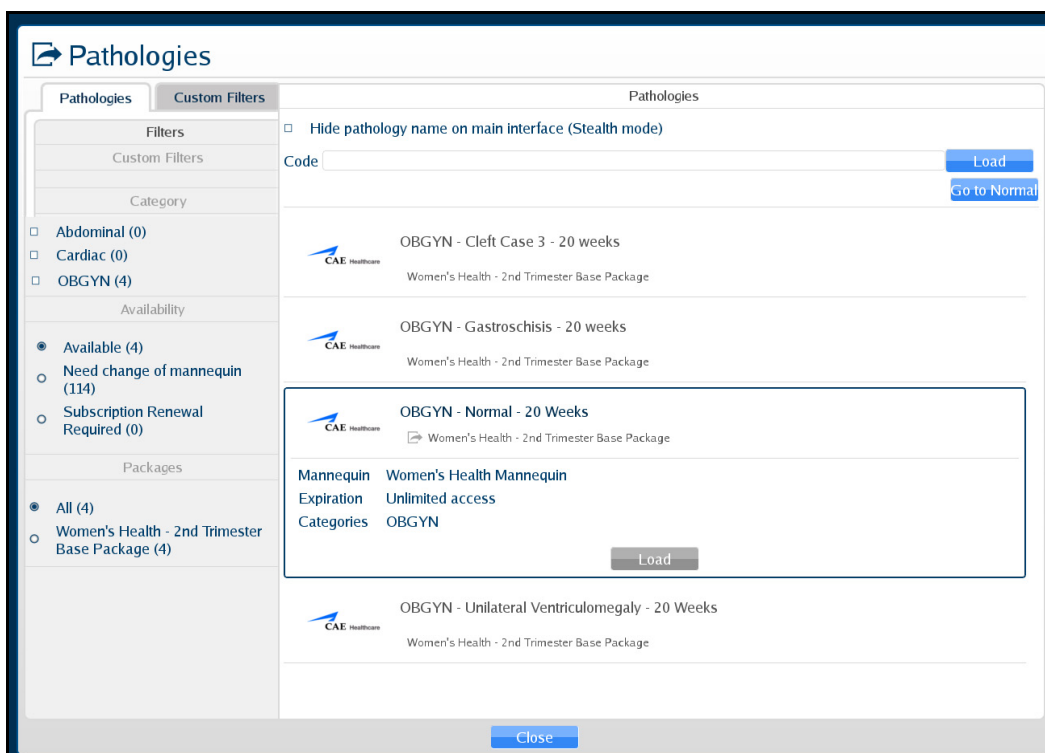 Pathologies
Pathologies
Custom Filters
Filters
Custom Filters
Category
Abdominal (0)
Cardiac (0)
OBGYN (4)
Availability
Available (4)
Need change of mannequin
(114)
Subscription Renewal
Required (0)
Packages
All (4)
Women's Health - 2nd Trimester
Base Package (4)
Pathologies
Hide pathology name on main interface (Stealth mode)
Code
Load
Go to Normal
CAE Healthcare
OBGYN - Cleft Case 3 - 20 weeks
Women's Health - 2nd Trimester Base Package
CAE Healthcare
OBGYN - Gastroschisis - 20 weeks
Women's Health - 2nd Trimester Base Package
CAE Healthcare
OBGYN - Normal - 20 Weeks
Women's Health - 2nd Trimester Base Package
Mannequin Women's Health Mannequin
Expiration Unlimited access
Categories OBGYN
Load
CAE Healthcare
OBGYN - Unilateral Ventriculomegaly - 20 Weeks
Women's Health - 2nd Trimester Base Package
Close